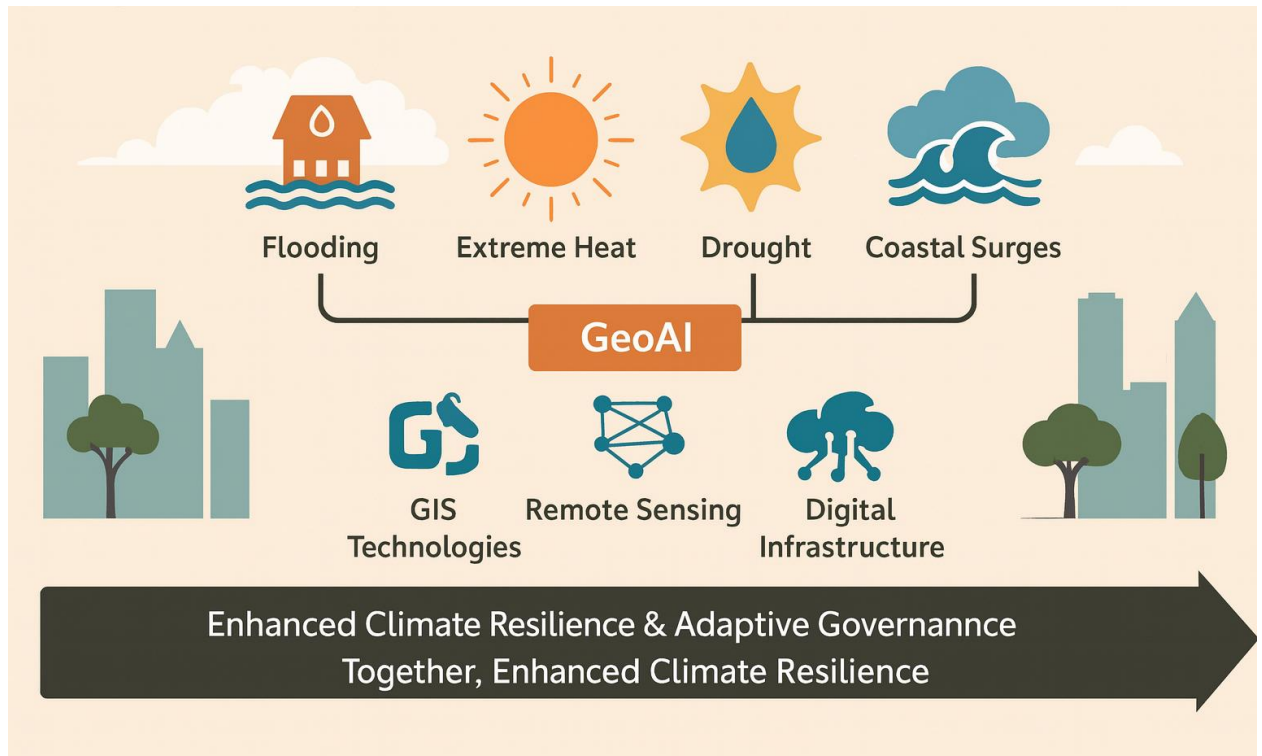 Flooding
Extreme Heat
Drought
Coastal Surges
GeoAI
GIS
Technologies
Remote Sensing
Digital
Infrastructure
Enhanced Climate Resilience & Adaptive Governannce
Together, Enhanced Climate Resilience